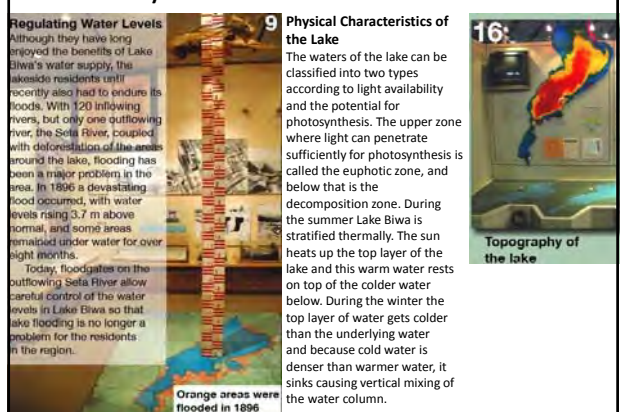 Regulating Water Levels
Although they have long
enjoyed the benefits of Lake
Biwa's water supply, the
lakeside residents until
recently also had to endure its
floods. With 120 inflowing
rivers, but only one outflowing
river, the Seta River, coupled
with deforestation of the areas
around the lake, flooding has
been a major problem in the
area. In 1896 a devastating
flood occurred, with water
levels rising 3.7 m above
normal, and some areas
remained under water for over
eight months.
Today, floodgates on the
outflowing Seta River allow
careful control of the water
levels in Lake Biwa so that
lake flooding is no longer a
problem for the residents
in the region.
9
Orange areas were
flooded in 1896
Physical Characteristics of
the Lake
The waters of the lake can be
classified into two types
according to light availability
and the potential for
photosynthesis. The upper zone
where light can penetrate
sufficiently for photosynthesis is
called the euphotic zone, and
below that is the
decomposition zone. During
the summer Lake Biwa is
stratified thermally. The sun
heats up the top layer of the
lake and this warm water rests
on top of the colder water
below. During the winter the
top layer of water gets colder
than the underlying water
and because cold water is
denser than warmer water, it
sinks causing vertical mixing of
the water column.
16:
Topography of
the lake